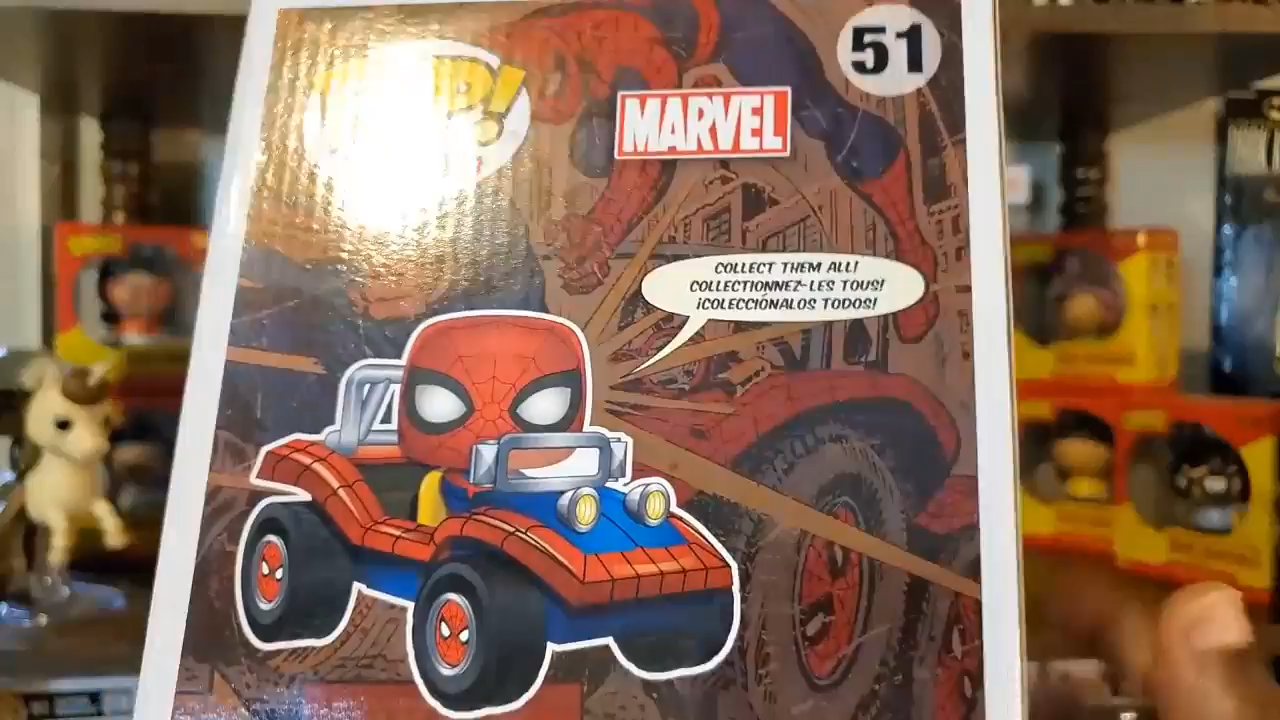 51
MARVEL
COLLECT THEM ALL!
COLLECTIONNEZ-LES TOUS!
¡COLECCIÓNALOS TODOS!